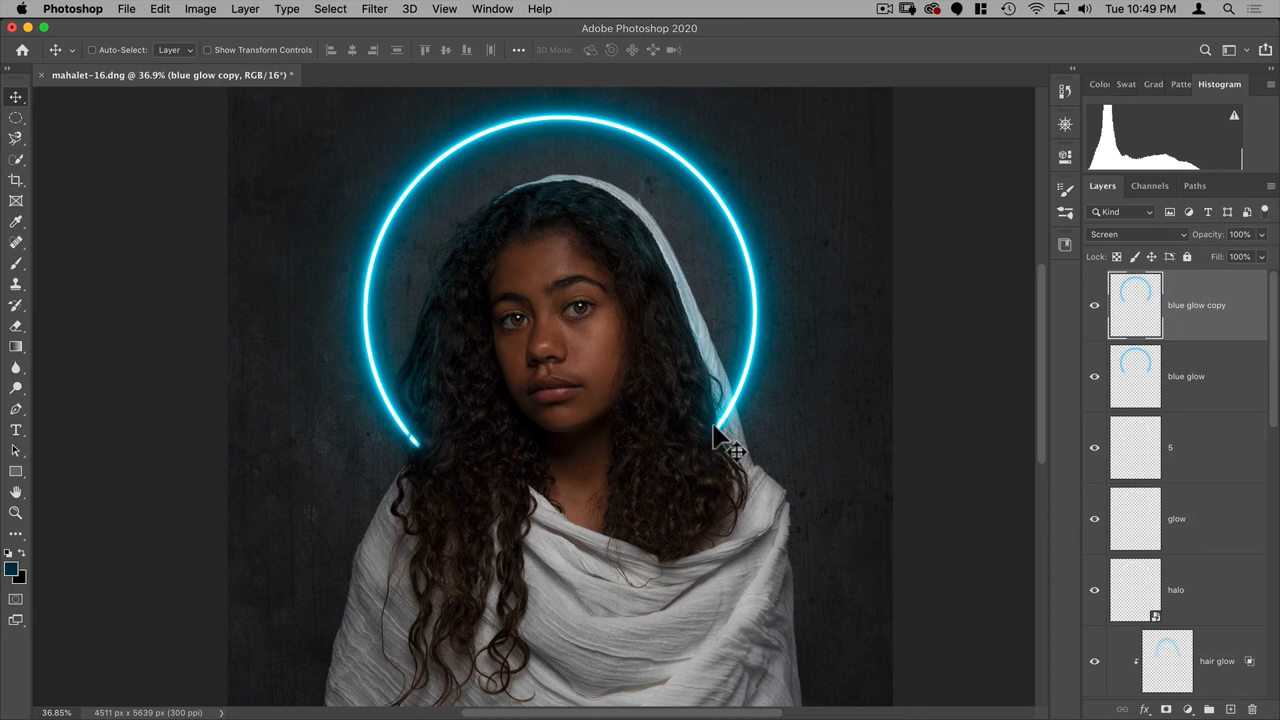 Photoshop File Edit Image Layer Type Select Filter 3D View Window Help Tue 10:49 PM
Adobe Photoshop 2020
Auto-Select: Layer Show Transform Controls 3D Mode:
mahalet-16.dng @ 36.9% (blue glow copy, RGB/16*) *
Color Swat Grad Patte Histogram
Layers Channels Paths
Kind
Screen Opacity: 100%
Lock: Fill: 100%
blue glow copy
blue glow
5
glow
halo
hair glow
36.85% 4511 px x 5639 px (300 ppi)